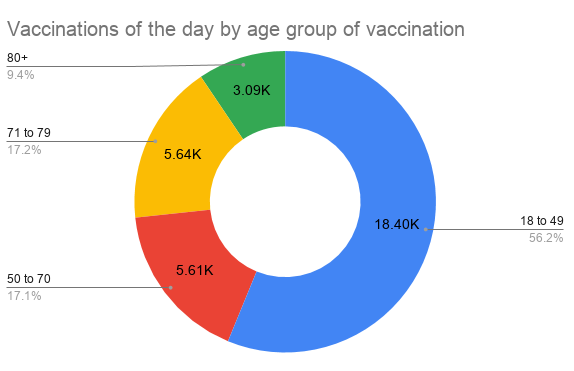 Vaccinations of the day by age group of vaccination
80+
9.4%
3.09K
71 to 79
17.2%
5.64K
18 to 49
56.2%
18.40K
50 to 70
17.1%
5.61K